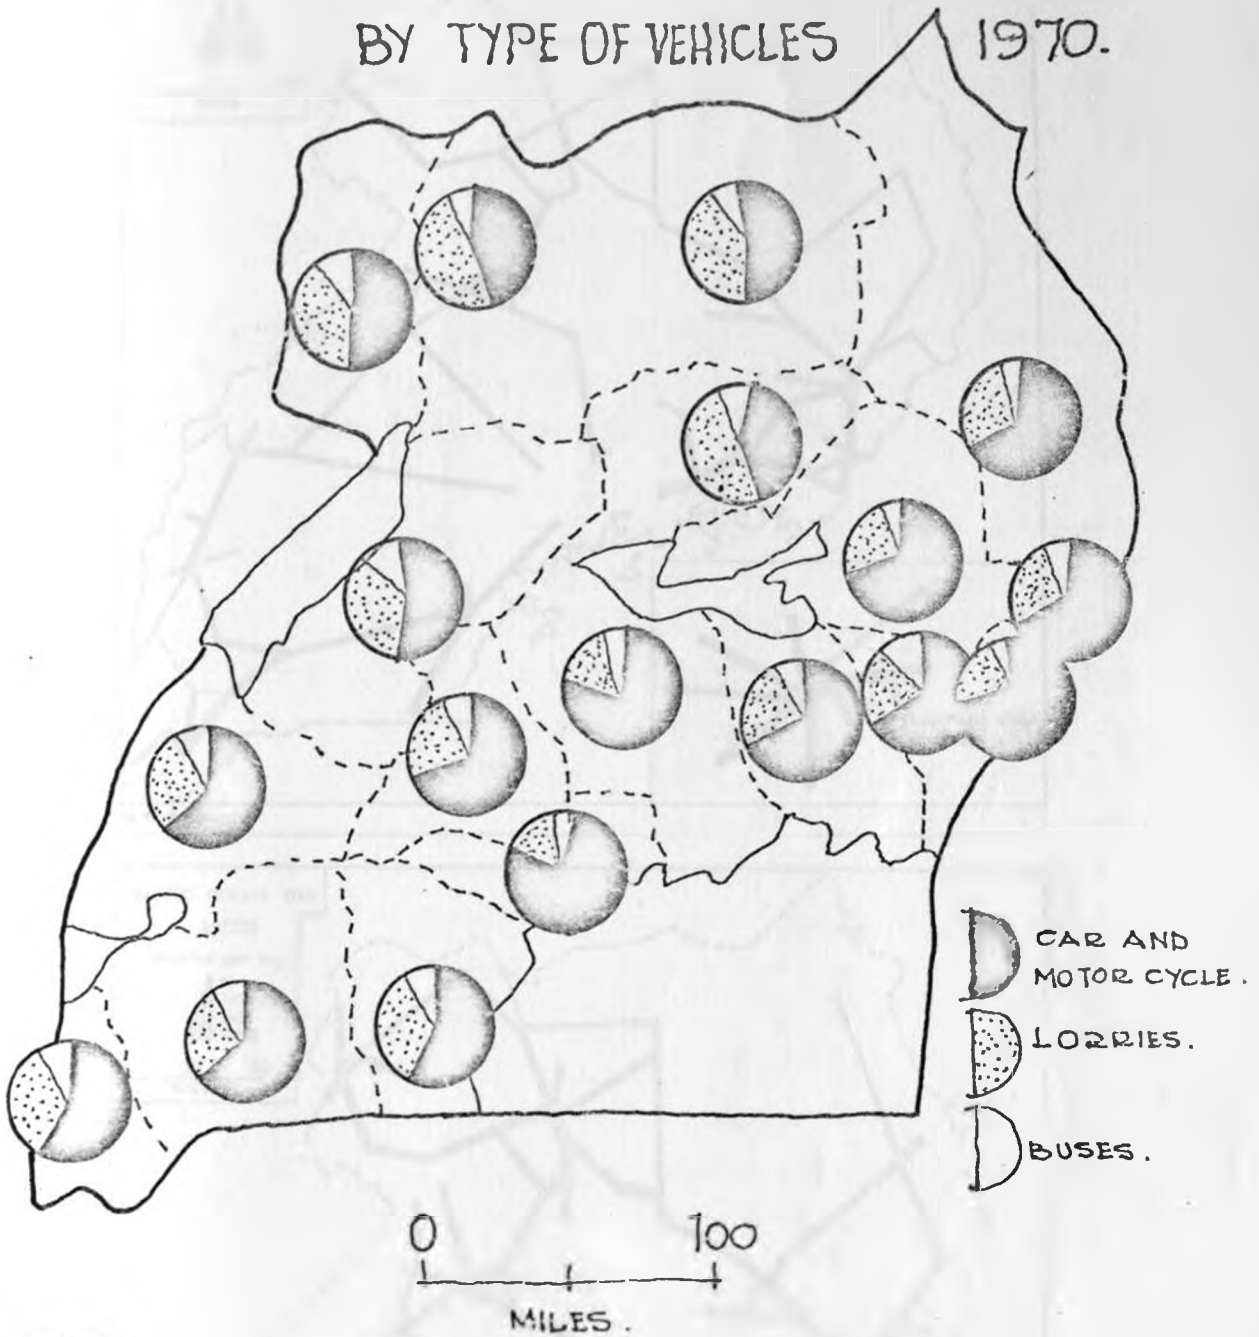 BY TYPE OF VEHICLES 1970.
CAR AND
MOTOR CYCLE.
LORRIES.
BUSES.
0 100
MILES.